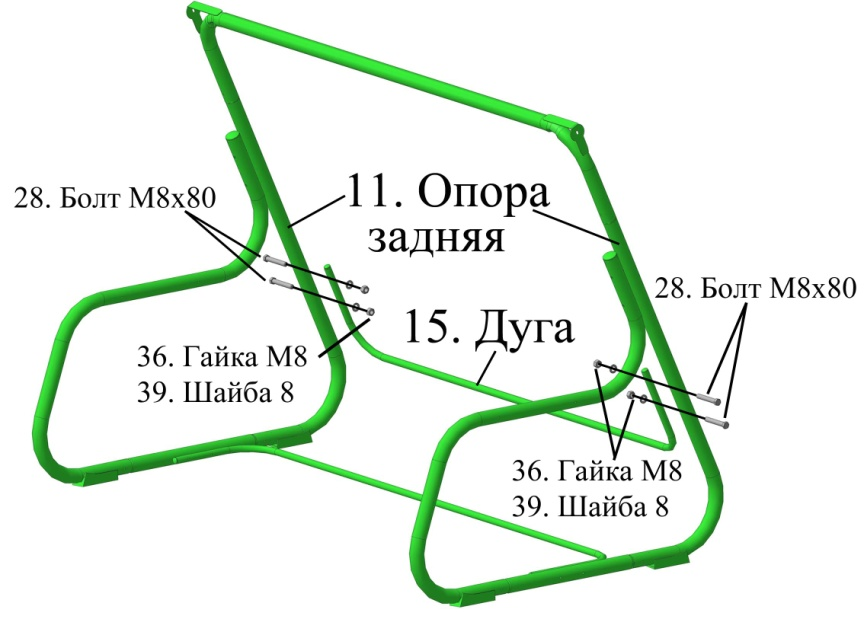 11. Опора
задняя
28. Болт М8х80
28. Болт М8х80
15. Дуга
36. Гайка М8
39. Шайба 8
36. Гайка М8
39. Шайба 8